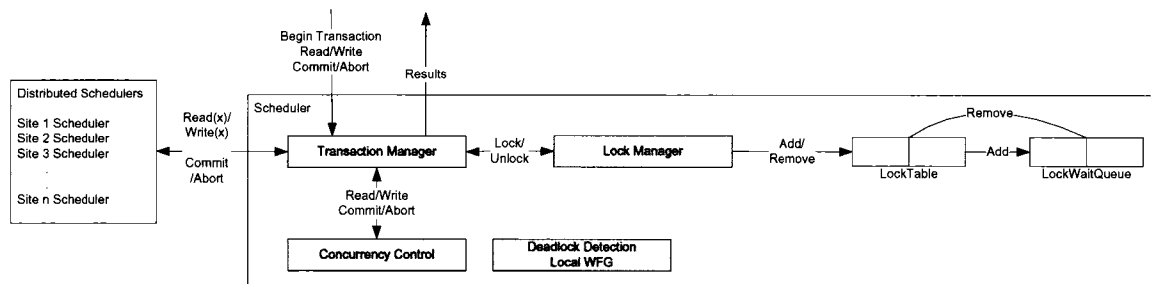 Begin Transaction
Read/Write
Commit/Abort
Results
Distributed Schedulers
Site 1 Scheduler
Site 2 Scheduler
Site 3 Scheduler
.
.
Site n Scheduler
Read(x)/
Write(x)
Commit
/Abort
Scheduler
Transaction Manager
Lock/
Unlock
Lock Manager
Add/
Remove
Remove
Add
LockTable
LockWaitQueue
Read/Write
Commit/Abort
Concurrency Control
Deadlock Detection
Local WFG